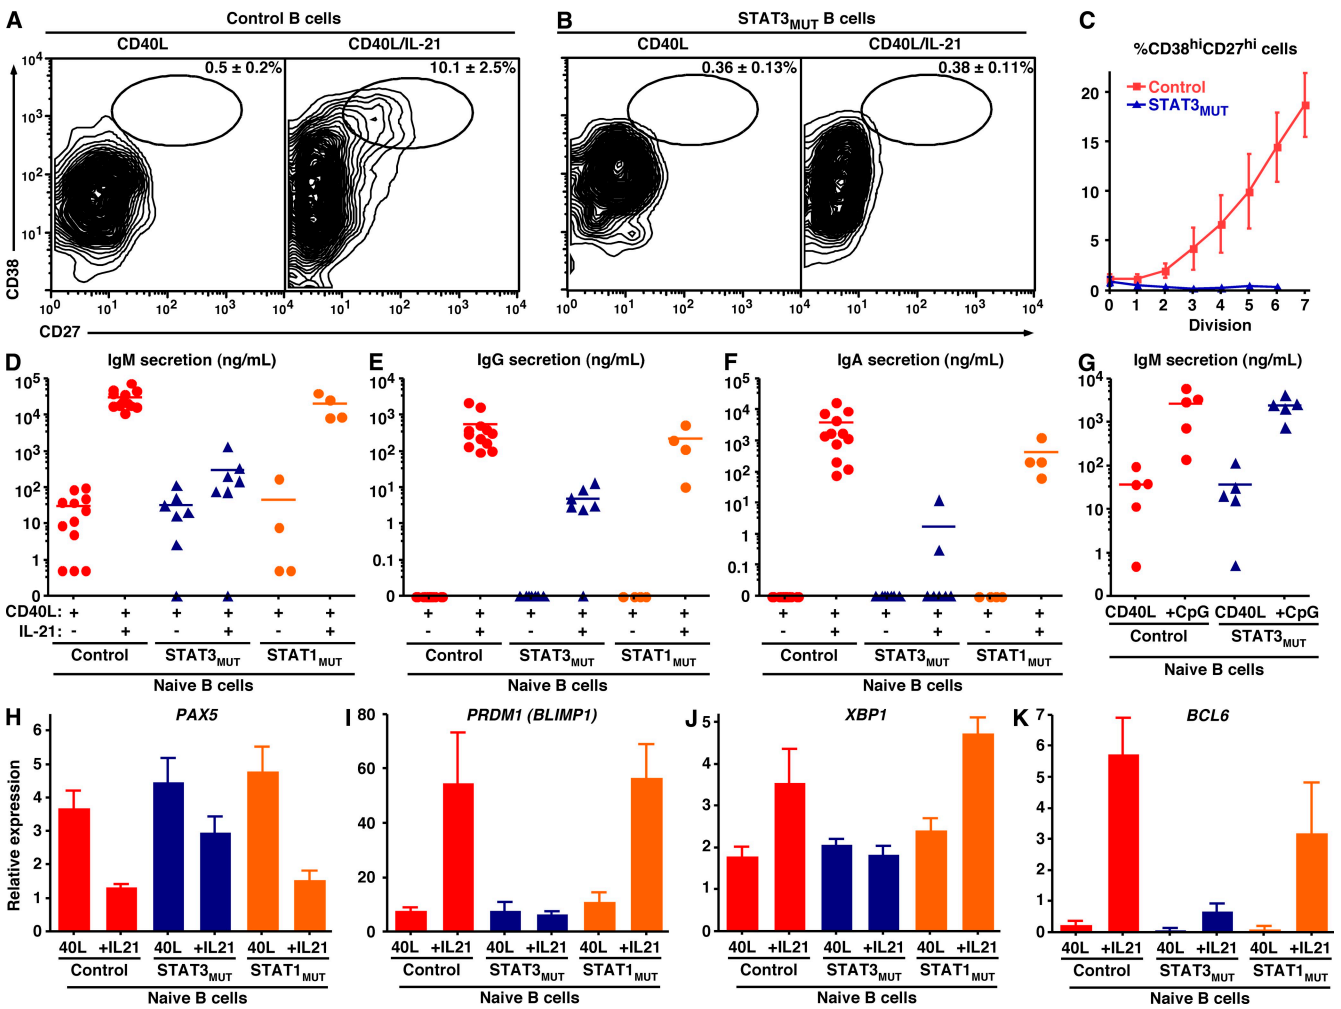 A Control B cells
CD40L CD40L/IL-21
0.5 ± 0.2% 10.1 ± 2.5%
10⁴
10³
10²
10¹
CD38
10⁰ 10¹ 10² 10³ 10⁴ 10¹ 10² 10³ 10⁴
CD27
B STAT3MUT B cells
CD40L CD40L/IL-21
0.36 ± 0.13% 0.38 ± 0.11%
10⁰ 10¹ 10² 10³ 10⁴ 10¹ 10² 10³ 10⁴
C
%CD38hiCD27hi cells
Control
STAT3MUT
20
15
10
5
0
0 1 2 3 4 5 6 7
Division
D IgM secretion (ng/mL)
10⁵
10⁴
10³
10²
10
1
0
CD40L: + + + + + +
IL-21: - + - + - +
Control STAT3MUT STAT1MUT
Naive B cells
E IgG secretion (ng/mL)
10⁴
10³
10²
10¹
1
0.1
0
+ + + + + +
- + - + - +
Control STAT3MUT STAT1MUT
Naive B cells
F IgA secretion (ng/mL)
10⁵
10⁴
10³
10²
10¹
1
0.1
0
+ + + + + +
- + - + - +
Control STAT3MUT STAT1MUT
Naive B cells
G IgM secretion (ng/mL)
10⁴
10³
10²
10
1
0
CD40L +CpG CD40L +CpG
Control STAT3MUT
Naive B cells
H PAX5
Relative expression
6
5
4
3
2
1
0
40L +IL21 40L +IL21 40L +IL21
Control STAT3MUT STAT1MUT
Naive B cells
I PRDM1 (BLIMP1)
80
60
40
20
0
40L +IL21 40L +IL21 40L +IL21
Control STAT3MUT STAT1MUT
Naive B cells
J XBP1
5
4
3
2
1
0
40L +IL21 40L +IL21 40L +IL21
Control STAT3MUT STAT1MUT
Naive B cells
K BCL6
7
6
5
4
3
2
1
0
40L +IL21 40L +IL21 40L +IL21
Control STAT3MUT STAT1MUT
Naive B cells